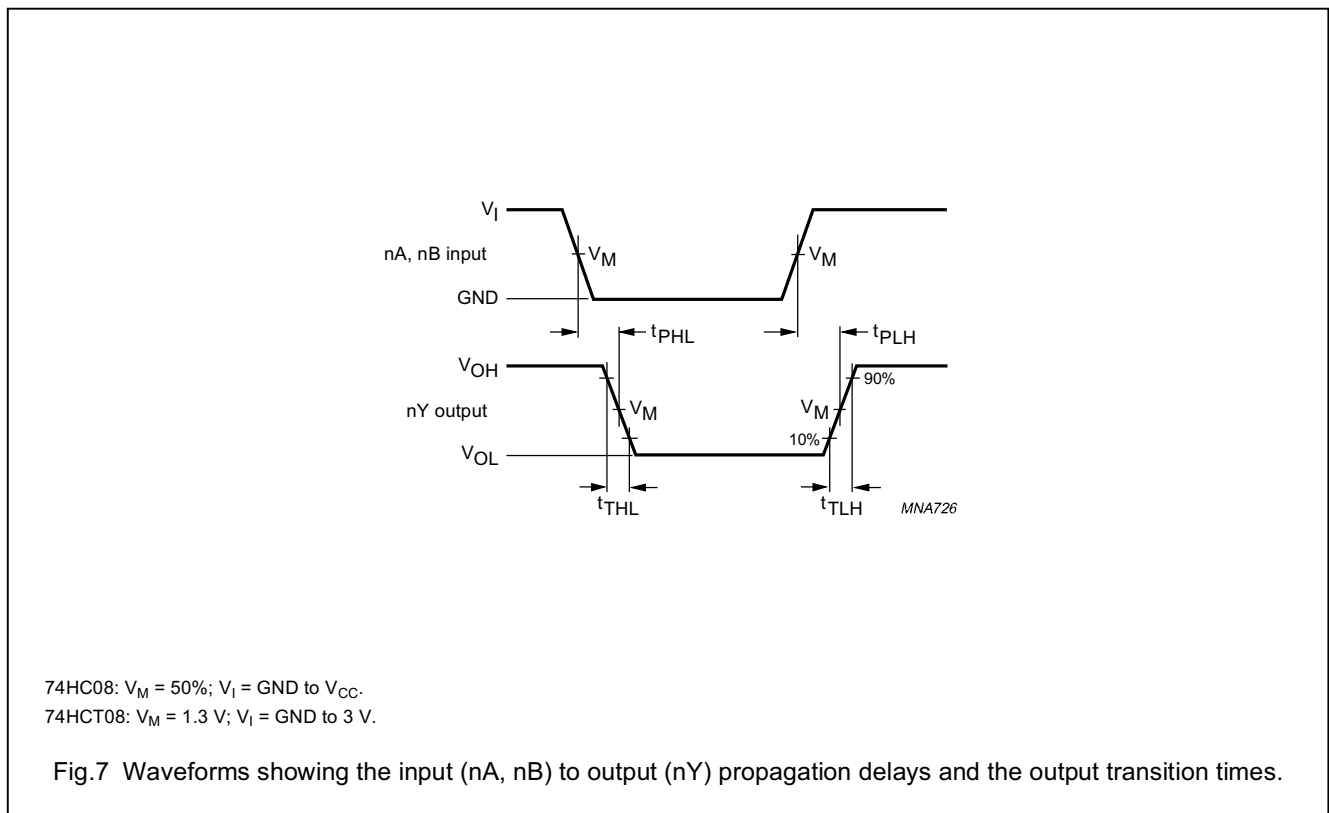 V_I
nA, nB input
V_M
V_M
GND
t_PHL
t_PLH
V_OH
90%
nY output
V_M
V_M
10%
V_OL
t_THL
t_TLH
MNA726
74HC08: V_M = 50%; V_I = GND to V_CC.
74HCT08: V_M = 1.3 V; V_I = GND to 3 V.
Fig.7 Waveforms showing the input (nA, nB) to output (nY) propagation delays and the output transition times.